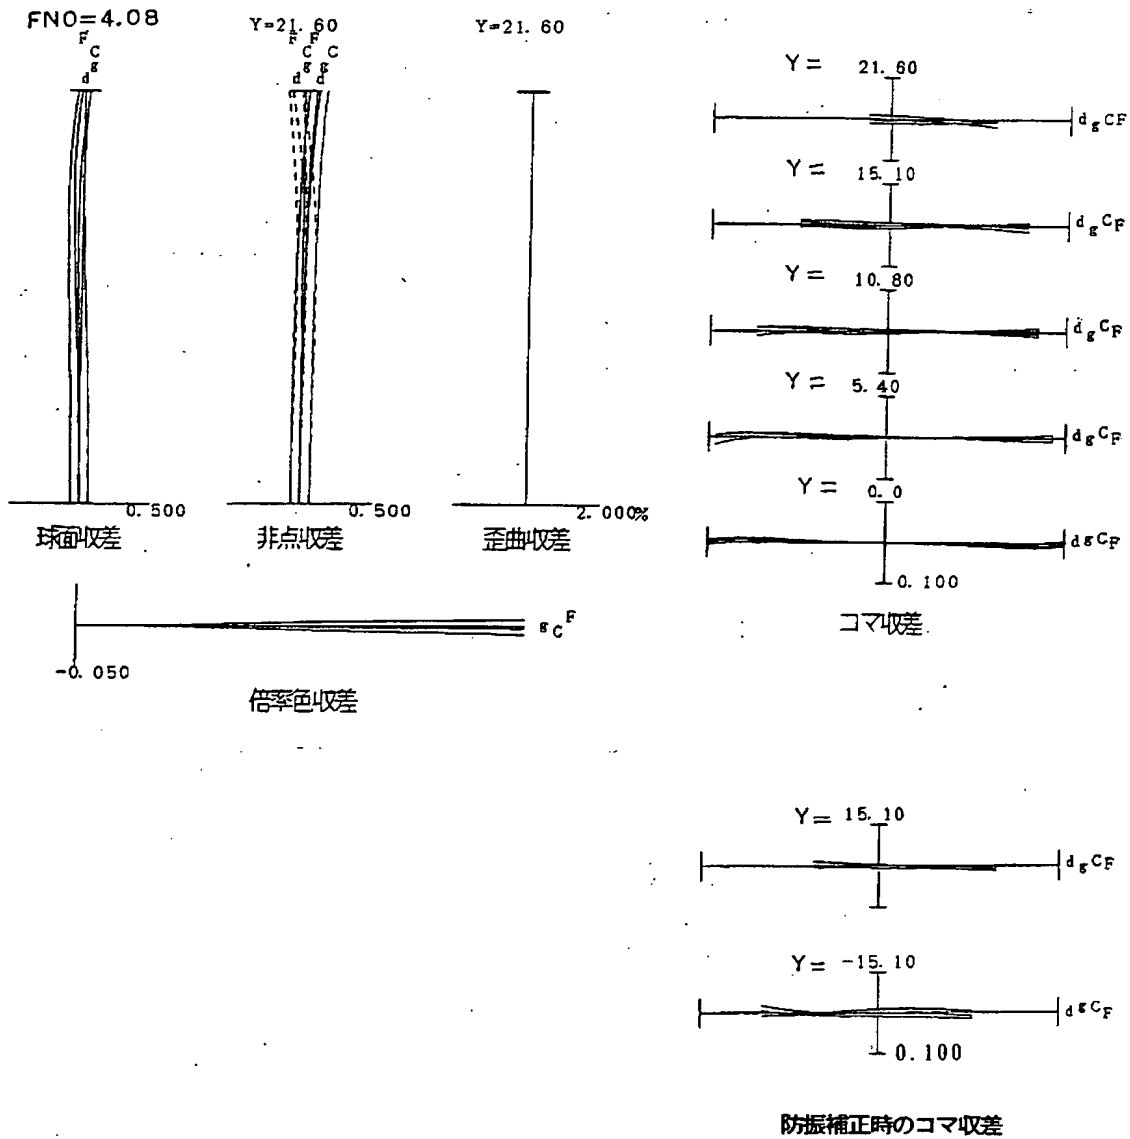 FNO=4.08
F
C
g
d
Y=21.60
F F
C C
g g
d d
Y=21.60
0.500
球面収差
0.500
非点収差
2.000%
歪曲収差
-0.050
g C F
倍率色収差
Y= 21.60
d g C F
Y= 15.10
d g C F
Y= 10.80
d g C F
Y= 5.40
d g C F
Y= 0.0
d g C F
0.100
コマ収差
Y= 15.10
d g C F
Y= -15.10
d g C F
0.100
防振補正時のコマ収差